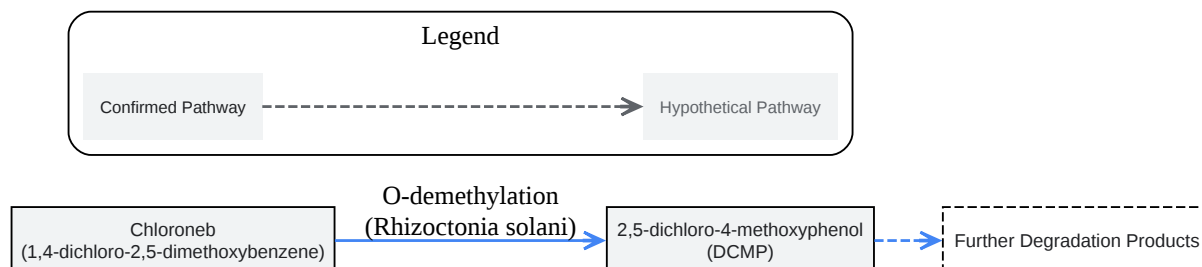 Legend
Confirmed Pathway
Hypothetical Pathway
O-demethylation
(Rhizoctonia solani)
Chloroneb
(1,4-dichloro-2,5-dimethoxybenzene)
2,5-dichloro-4-methoxyphenol
(DCMP)
Further Degradation Products